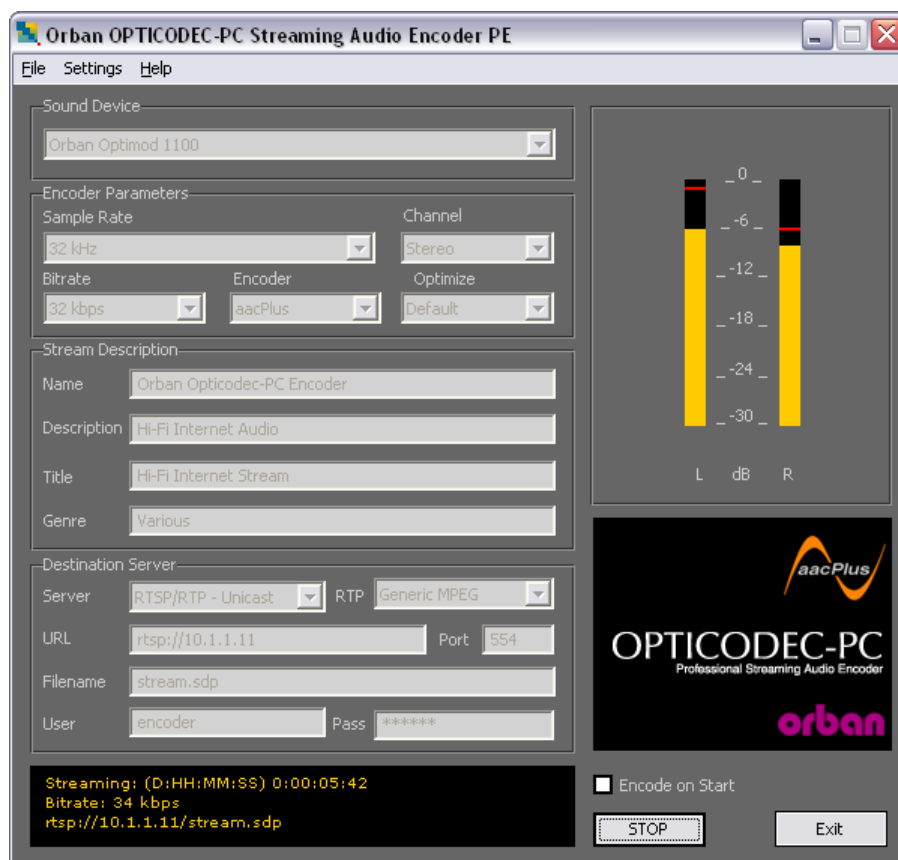 Orban OPTICODEC-PC Streaming Audio Encoder PE
File Settings Help
Sound Device
Orban Optimod 1100
Encoder Parameters
Sample Rate Channel
32 kHz Stereo
Bitrate Encoder Optimize
32 kbps aacPlus Default
Stream Description
Name Orban Opticodec-PC Encoder
Description Hi-Fi Internet Audio
Title Hi-Fi Internet Stream
Genre Various
Destination Server
Server RTSP/RTP - Unicast RTP Generic MPEG
URL rtsp://10.1.1.11 Port 554
Filename stream.sdp
User encoder Pass ******
Streaming: (D:HH:MM:SS) 0:00:05:42
Bitrate: 34 kbps
rtsp://10.1.1.11/stream.sdp
_ 0 _
_ -6 _
_ -12 _
_ -18 _
_ -24 _
_ -30 _
L dB R
aacPlus
OPTICODEC-PC
Professional Streaming Audio Encoder
orban
Encode on Start
STOP Exit